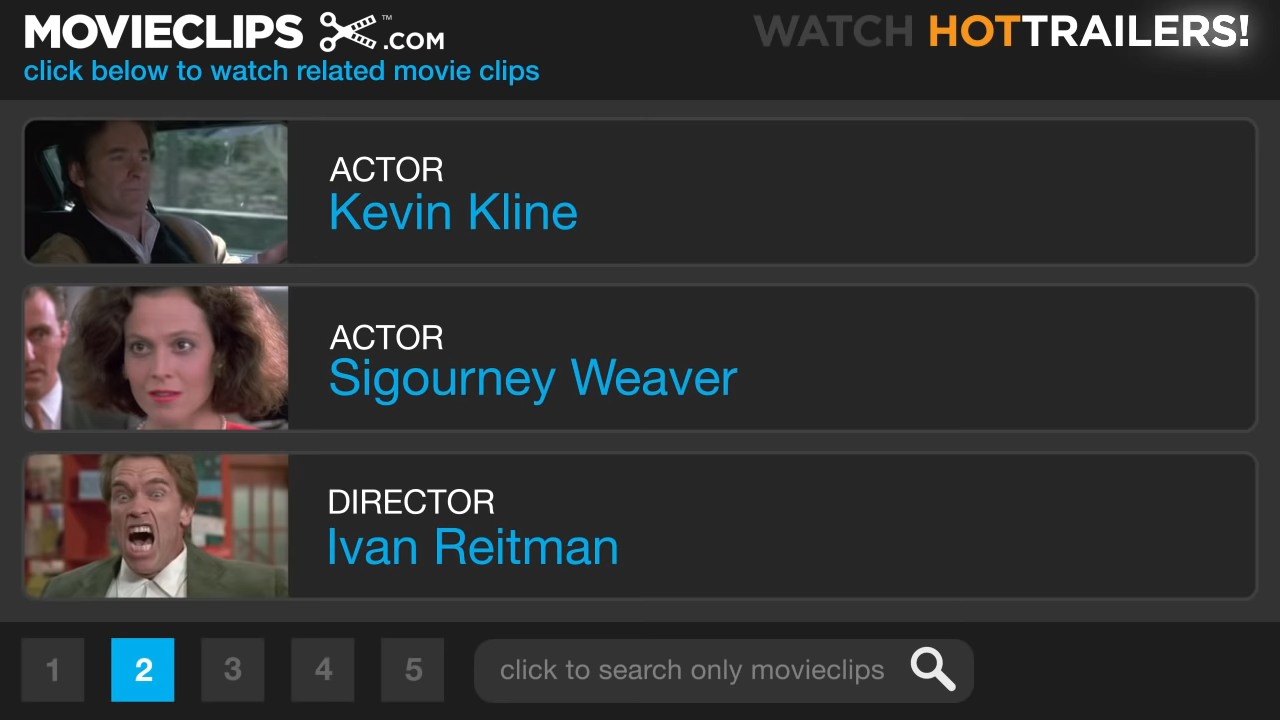 MOVIECLIPS ™ .COM
WATCH HOTTRAILERS!
click below to watch related movie clips
ACTOR
Kevin Kline
ACTOR
Sigourney Weaver
DIRECTOR
Ivan Reitman
1 2 3 4 5 click to search only movieclips